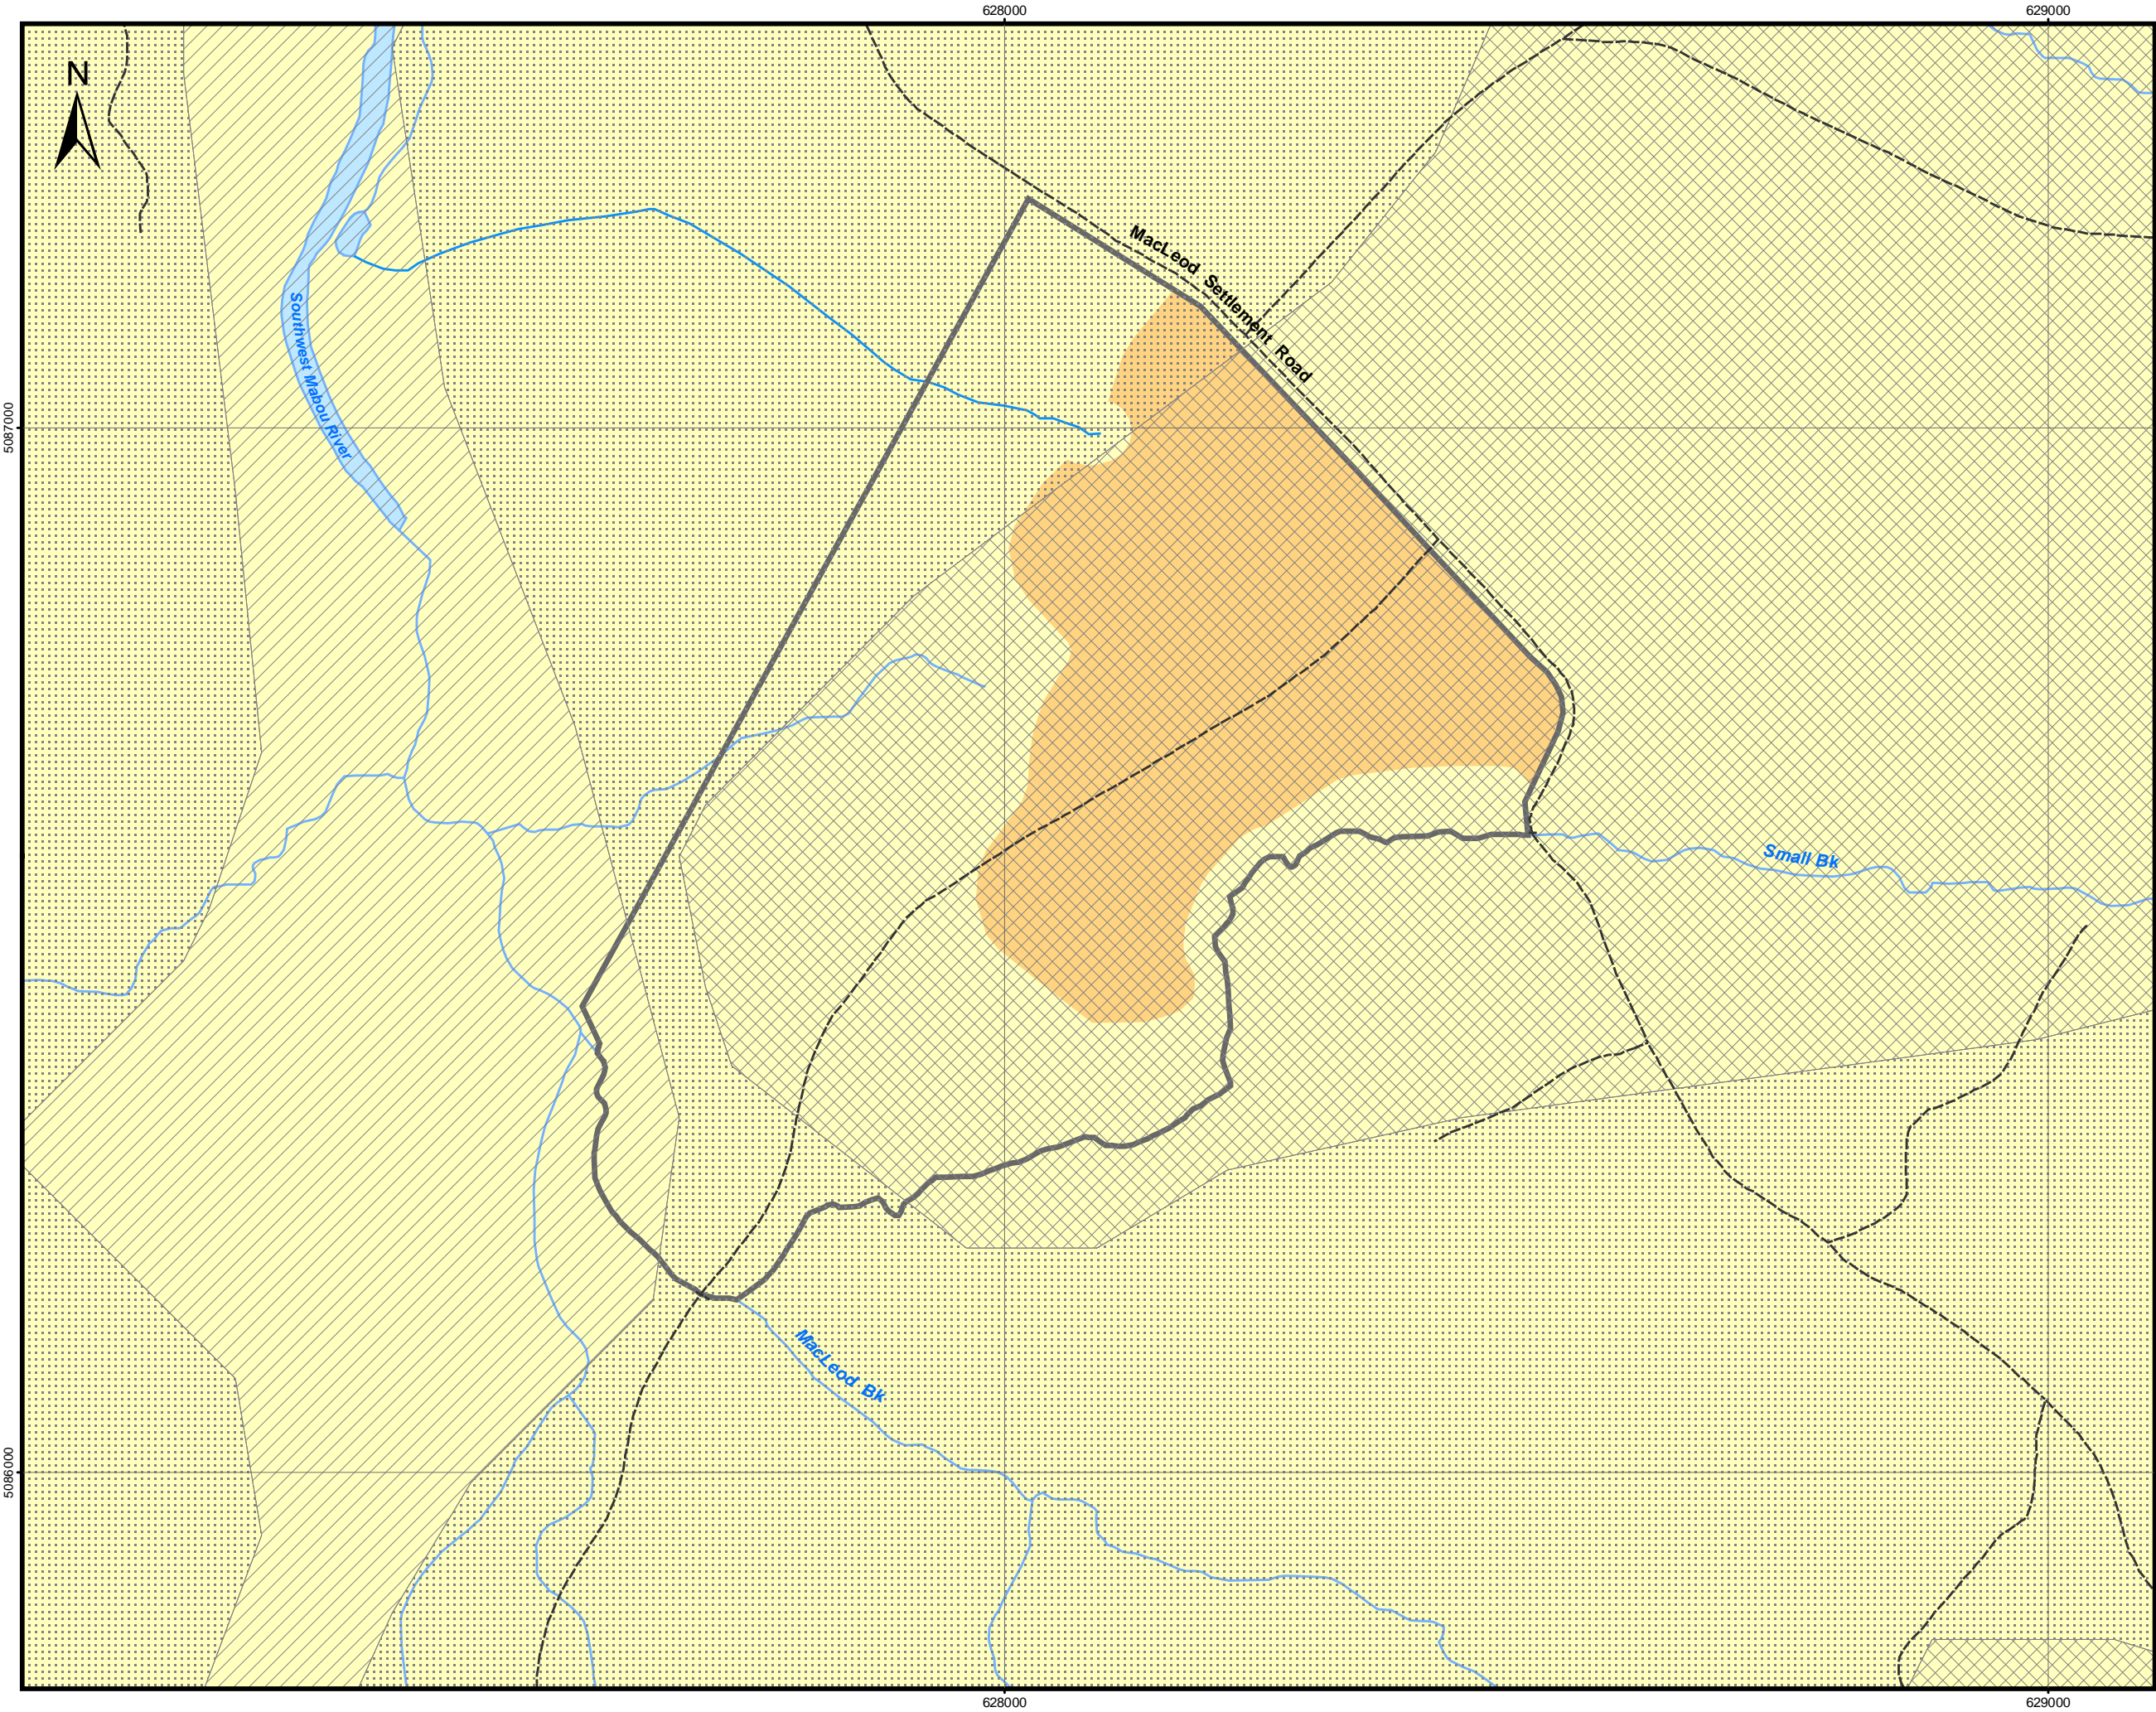 628000
629000
N
MacLeod Settlement Road
Southwest Mabou River
5087000
Small Bk
MacLeod Bk
5086000
628000
629000